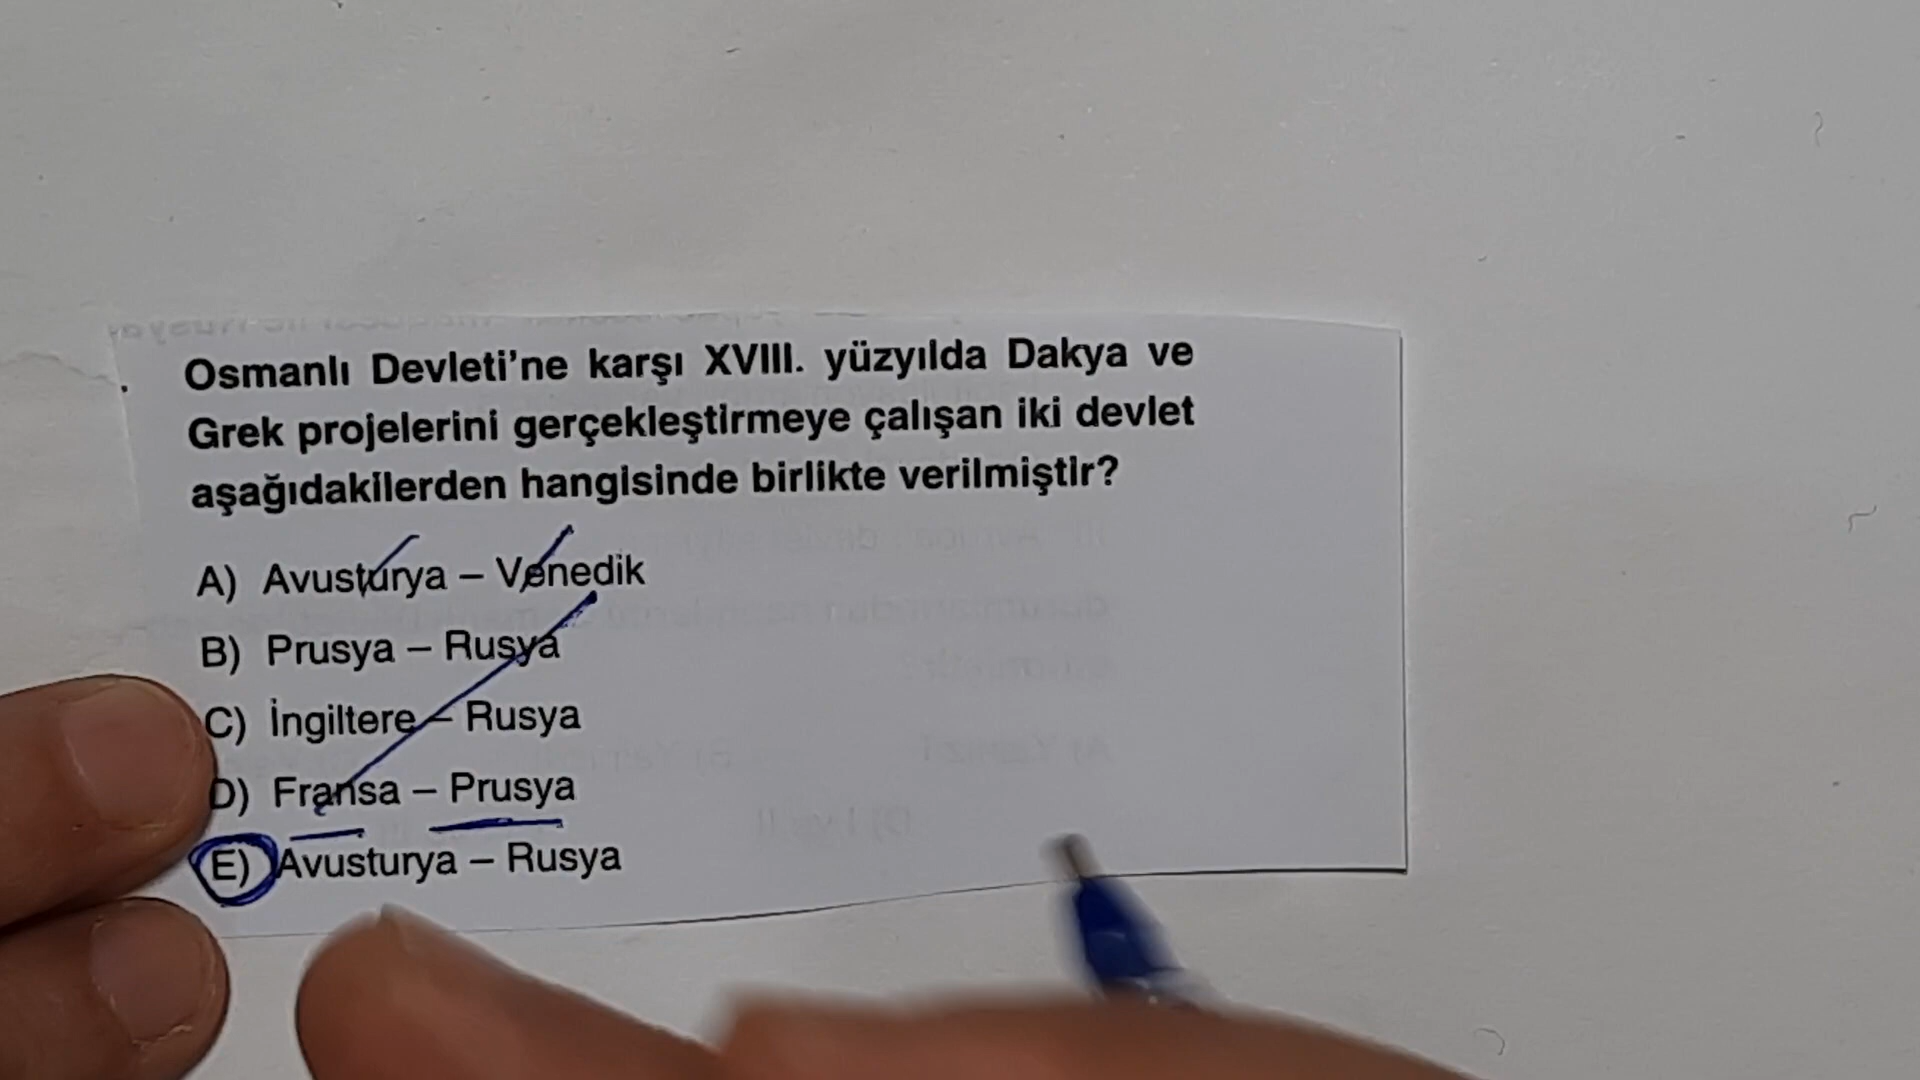 Osmanlı Devleti'ne karşı XVIII. yüzyılda Dakya ve
Grek projelerini gerçekleştirmeye çalışan iki devlet
aşağıdakilerden hangisinde birlikte verilmiştir?
A) Avusturya – Venedik
B) Prusya – Rusya
C) İngiltere – Rusya
D) Fransa – Prusya
E) Avusturya – Rusya